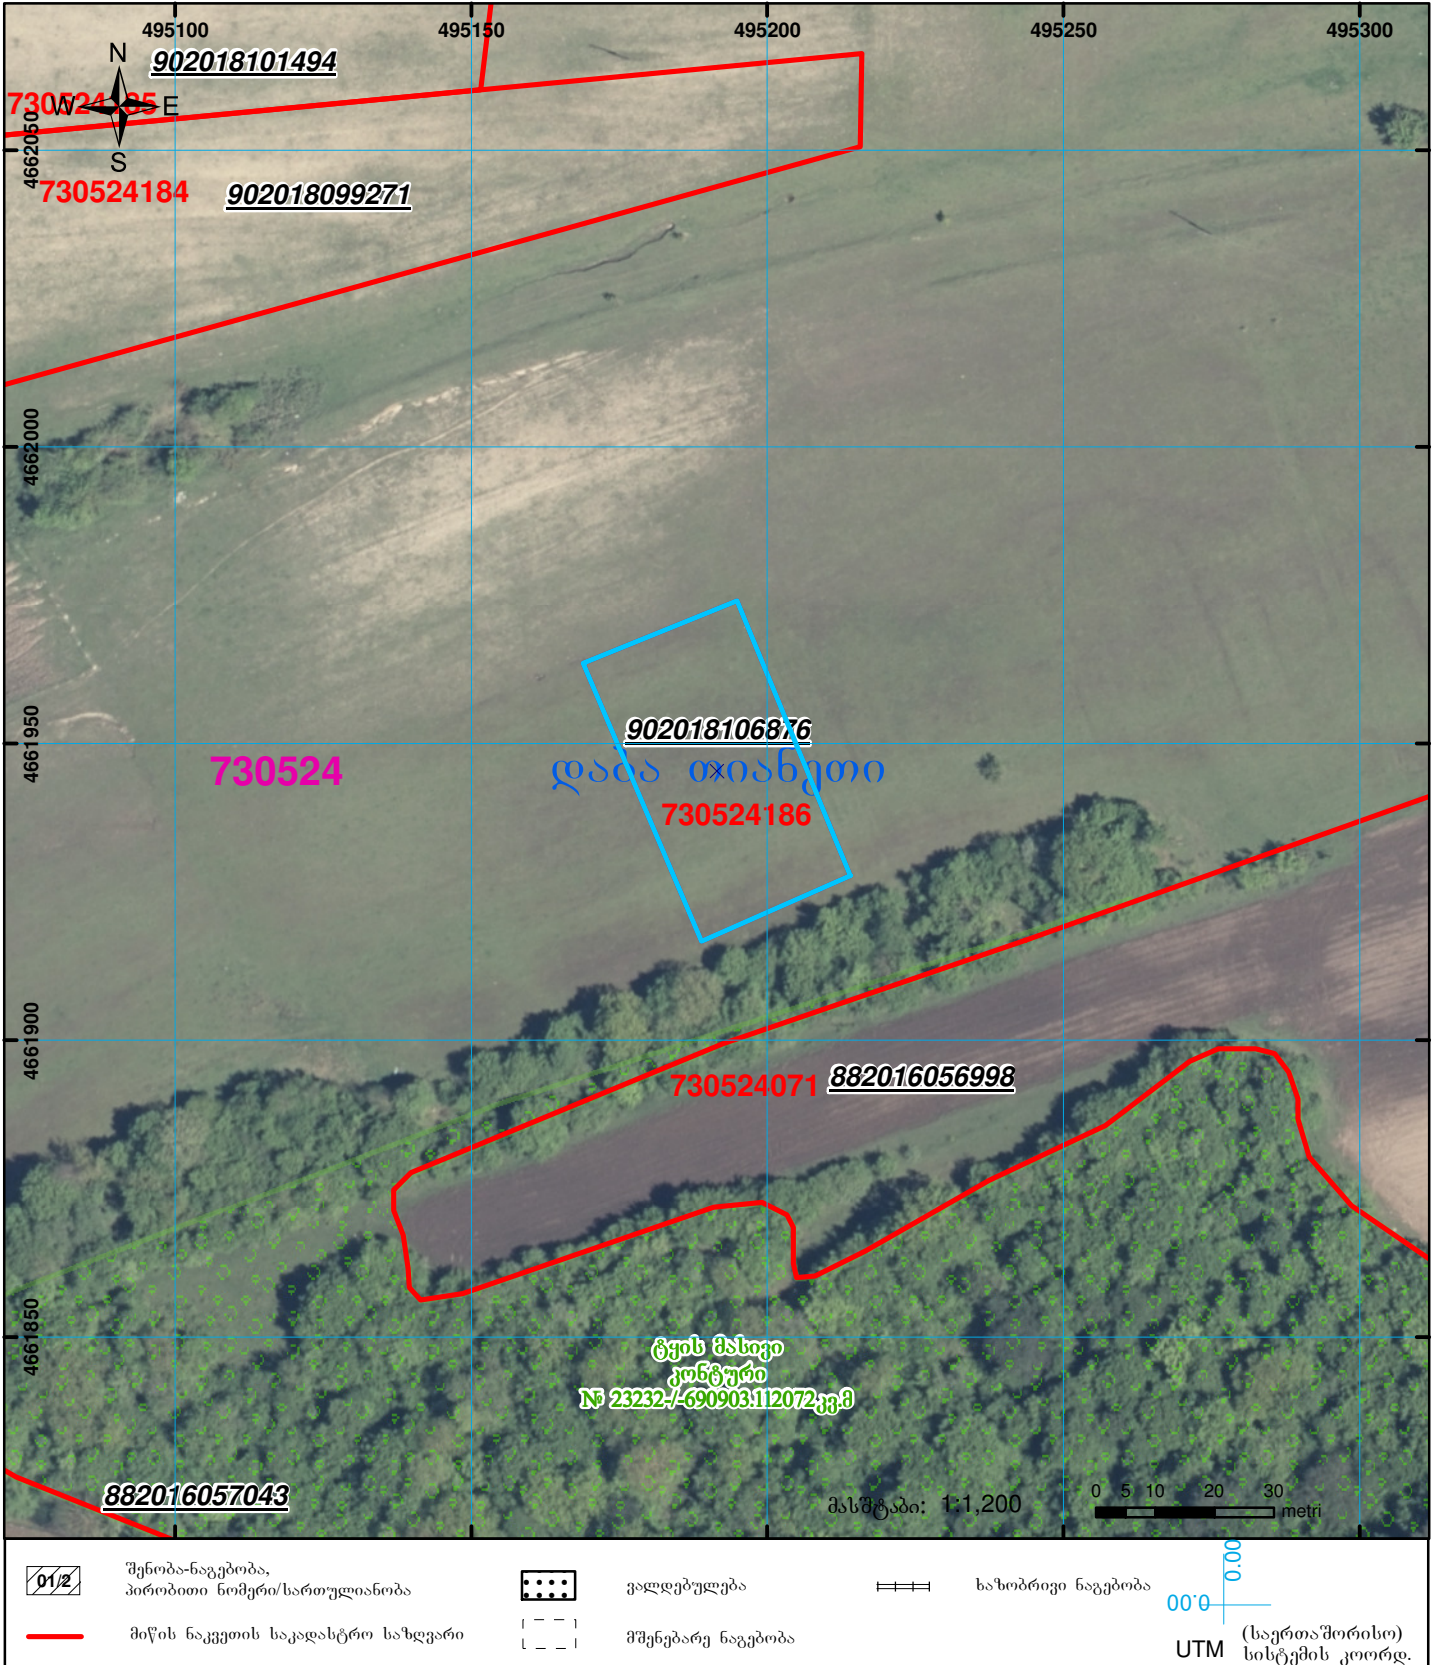 495100 495150 495200 495250 495300
N
902018101494
W E
S
4662050
730524184 902018099271
4662000
4661950
902018106876
730524 დაბა თიანეთი
730524186
4661900
730524071 882016056998
4661850
ტყის მასივი
კონტური
№ 23232-/-690903.112072კვ.მ
882016057043
მასშტაბი: 1:1,200
0 5 10 20 30
metri
01/2
შენობა-ნაგებობა,
პირობითი ნომერი/სართულიანობა
ვალდებულება
ხაზობრივი ნაგებობა
0.00
00.0
მიწის ნაკვეთის საკადასტრო საზღვარი
მშენებარე ნაგებობა
UTM (საერთაშორისო)
სისტემის კოორდ.